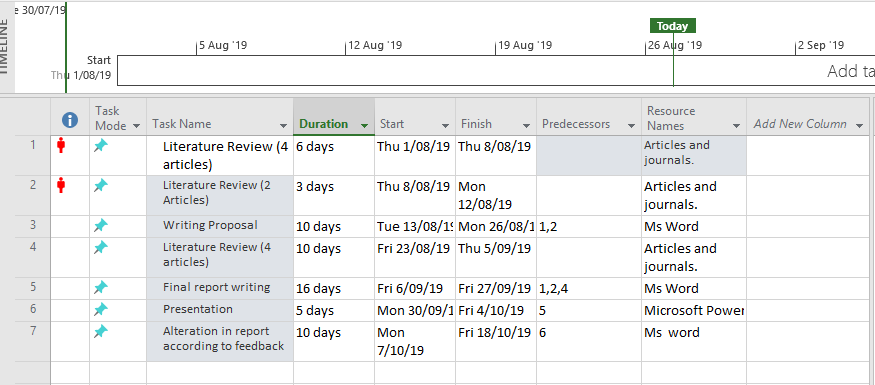 e 30/07/19
TIMELINE
Today
5 Aug '19
12 Aug '19
19 Aug '19
26 Aug '19
2 Sep '19
Start
Thu 1/08/19
Add ta
Task Mode
Task Name
Duration
Start
Finish
Predecessors
Resource Names
Add New Column
1
Literature Review (4
articles)
6 days
Thu 1/08/19
Thu 8/08/19
Articles and
journals.
2
Literature Review (2
Articles)
3 days
Thu 8/08/19
Mon
12/08/19
Articles and
journals.
3
Writing Proposal
10 days
Tue 13/08/19
Mon 26/08/1
1,2
Ms Word
4
Literature Review (4
articles)
10 days
Fri 23/08/19
Thu 5/09/19
Articles and
journals.
5
Final report writing
16 days
Fri 6/09/19
Fri 27/09/19
1,2,4
Ms Word
6
Presentation
5 days
Mon 30/09/1
Fri 4/10/19
5
Microsoft Power
7
Alteration in report
according to feedback
10 days
Mon
7/10/19
Fri 18/10/19
6
Ms word